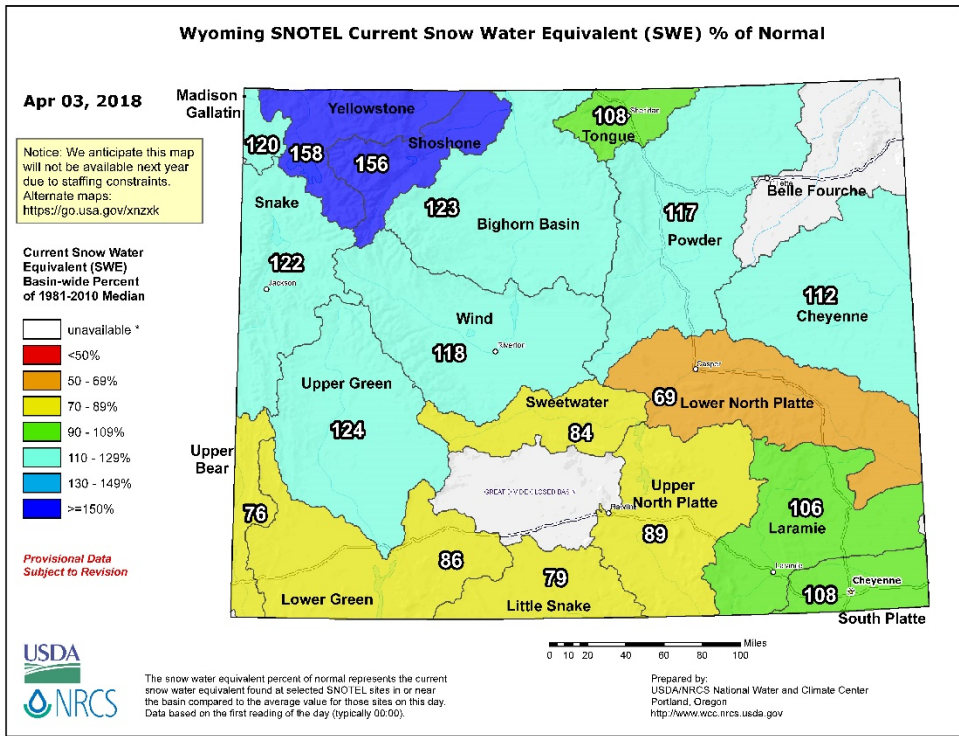 Wyoming SNOTEL Current Snow Water Equivalent (SWE) % of Normal
Apr 03, 2018
Notice: We anticipate this map
will not be available next year
due to staffing constraints.
Alternate maps:
https://go.usa.gov/xnzxk
Current Snow Water
Equivalent (SWE)
Basin-wide Percent
of 1981-2010 Median
unavailable *
<50%
50 - 69%
70 - 89%
90 - 109%
110 - 129%
130 - 149%
>=150%
Provisional Data
Subject to Revision
Madison
Gallatin
120
Yellowstone
158
Shoshone
156
108
Sheridan
Tongue
Belle Fourche
Snake
122
Jackson
123
Bighorn Basin
117
Powder
112
Cheyenne
Wind
118
Riverton
Casper
69
Lower North Platte
Upper Green
124
Sweetwater
84
GREAT DIVIDE CLOSED BASIN
Upper
Bear
76
Upper
North Platte
89
106
Laramie
Laramie
86
Lower Green
79
Little Snake
Cheyenne
108
South Platte
Miles
0 10 20 40 60 80 100
USDA
NRCS
The snow water equivalent percent of normal represents the current
snow water equivalent found at selected SNOTEL sites in or near
the basin compared to the average value for those sites on this day.
Data based on the first reading of the day (typically 00:00).
Prepared by:
USDA/NRCS National Water and Climate Center
Portland, Oregon
http://www.wcc.nrcs.usda.gov